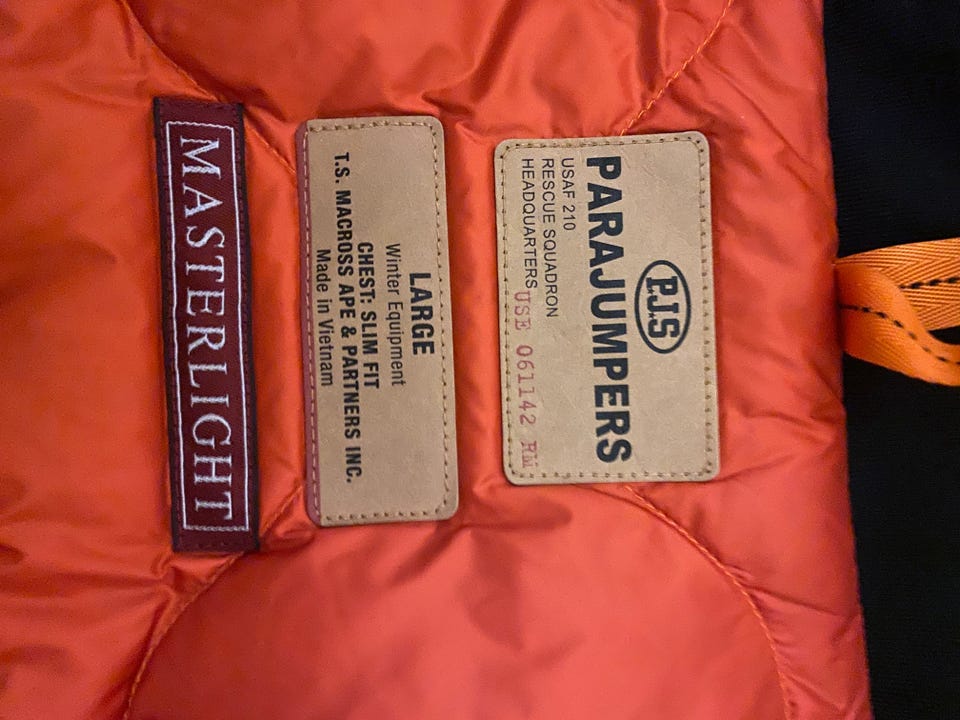 P.J.S
PARAJUMPERS
USAF 210
RESCUE SQUADRON
HEADQUARTERS
USE 061142 RN
LARGE
Winter Equipment
CHEST: SLIM FIT
T.S. MACROSS APE & PARTNERS INC.
Made in Vietnam
MASTERLIGHT